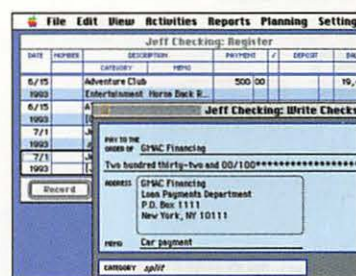 File Edit View Activities Reports Planning Setting
Jeff Checking: Register
DATE NUMBER DESCRIPTION PAYMENT ✓ DEPOSIT
CATEGORY MEMO
6/15 Adventure Club 500 00 19,
1993 Entertainment Horse Back R...
6/15
1993
7/1
1993
7/1
1993
Record
Jeff Checking: Write Checks
PAY TO THE
ORDER OF GMAC Financing
Two hundred thirty-two and 00/100******************
ADDRESS GMAC Financing
Loan Payments Department
P.O. Box 1111
New York, NY 10111
MEMO Car payment
CATEGORY split